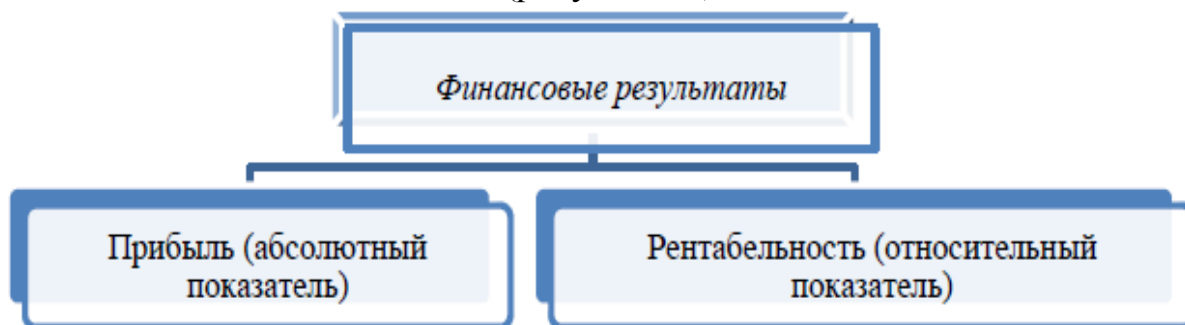 Финансовые результаты
Прибыль (абсолютный
показатель)
Рентабельность (относительный
показатель)